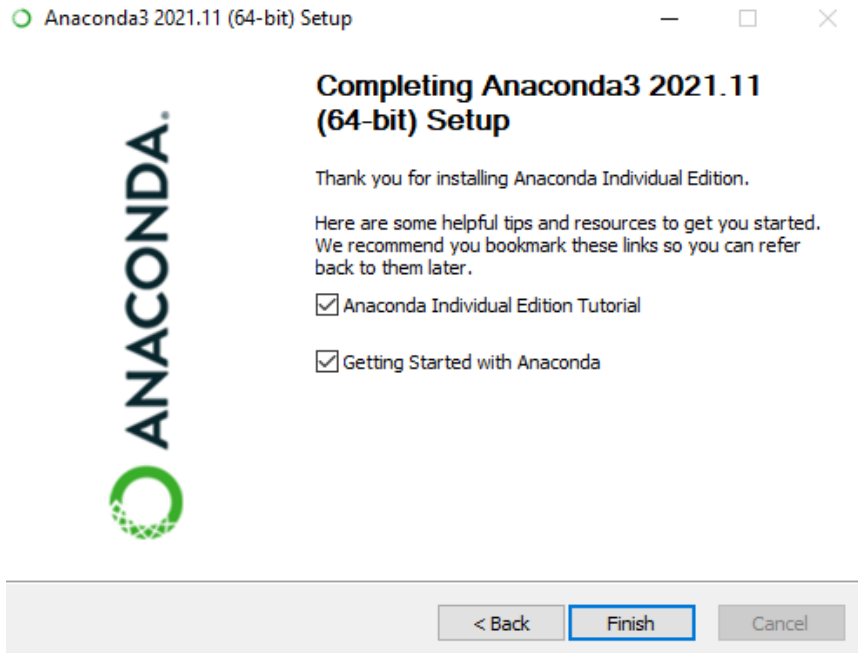 Anaconda3 2021.11 (64-bit) Setup
Completing Anaconda3 2021.11
(64-bit) Setup
ANACONDA.
Thank you for installing Anaconda Individual Edition.
Here are some helpful tips and resources to get you started.
We recommend you bookmark these links so you can refer
back to them later.
Anaconda Individual Edition Tutorial
Getting Started with Anaconda
< Back
Finish
Cancel